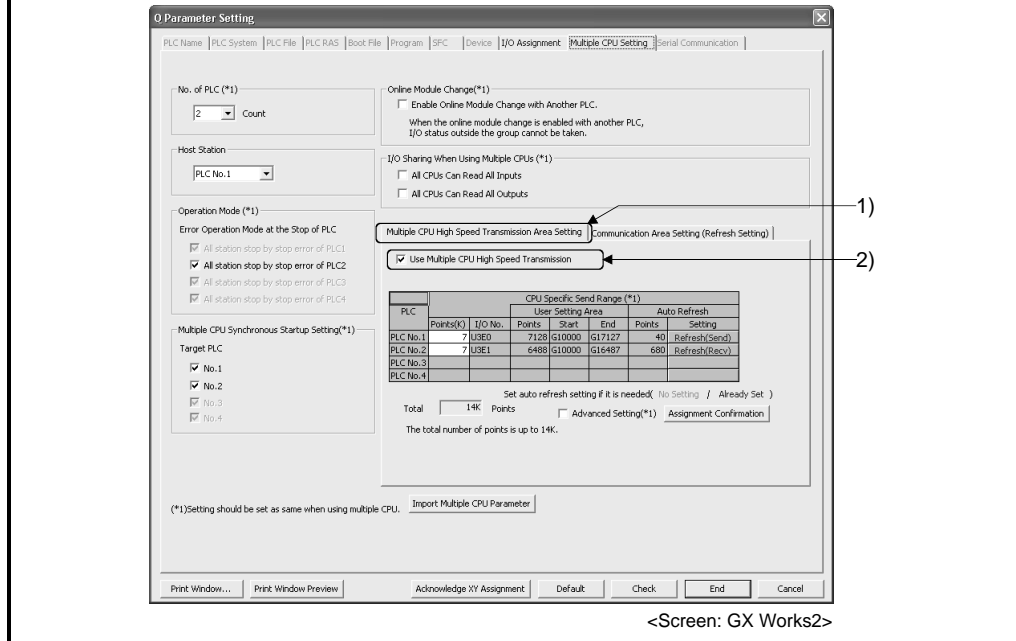 Q Parameter Setting
PLC Name PLC System PLC File PLC RAS Boot File Program SFC Device I/O Assignment Multiple CPU Setting Serial Communication
No. of PLC (*1)
2 Count
Host Station
PLC No.1
Operation Mode (*1)
Error Operation Mode at the Stop of PLC
All station stop by stop error of PLC1
All station stop by stop error of PLC2
All station stop by stop error of PLC3
All station stop by stop error of PLC4
Multiple CPU Synchronous Startup Setting(*1)
Target PLC
No.1
No.2
No.3
No.4
Online Module Change(*1)
Enable Online Module Change with Another PLC.
When the online module change is enabled with another PLC,
I/O status outside the group cannot be taken.
I/O Sharing When Using Multiple CPUs (*1)
All CPUs Can Read All Inputs
All CPUs Can Read All Outputs
1)
Multiple CPU High Speed Transmission Area Setting Communication Area Setting (Refresh Setting)
Use Multiple CPU High Speed Transmission
2)
CPU Specific Send Range (*1)
PLC User Setting Area Auto Refresh
Points(K) I/O No. Points Start End Points Setting
PLC No.1 7 U3E0 7128 G10000 G17127 40 Refresh(Send)
PLC No.2 7 U3E1 6488 G10000 G16487 680 Refresh(Recv)
PLC No.3
PLC No.4
Set auto refresh setting if it is needed( No Setting / Already Set )
Total 14K Points Advanced Setting(*1) Assignment Confirmation
The total number of points is up to 14K.
(*1)Setting should be set as same when using multiple CPU. Import Multiple CPU Parameter
Print Window... Print Window Preview Acknowledge XY Assignment Default Check End Cancel
<Screen: GX Works2>